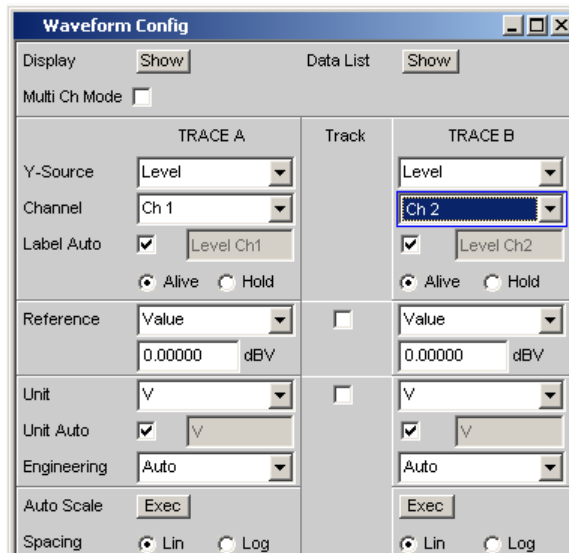 Waveform Config
Display Show Data List Show
Multi Ch Mode
TRACE A Track TRACE B
Y-Source Level Level
Channel Ch 1 Ch 2
Label Auto Level Ch1 Level Ch2
Alive Hold Alive Hold
Reference Value Value
0.00000 dBV 0.00000 dBV
Unit V V
Unit Auto V V
Engineering Auto Auto
Auto Scale Exec Exec
Spacing Lin Log Lin Log